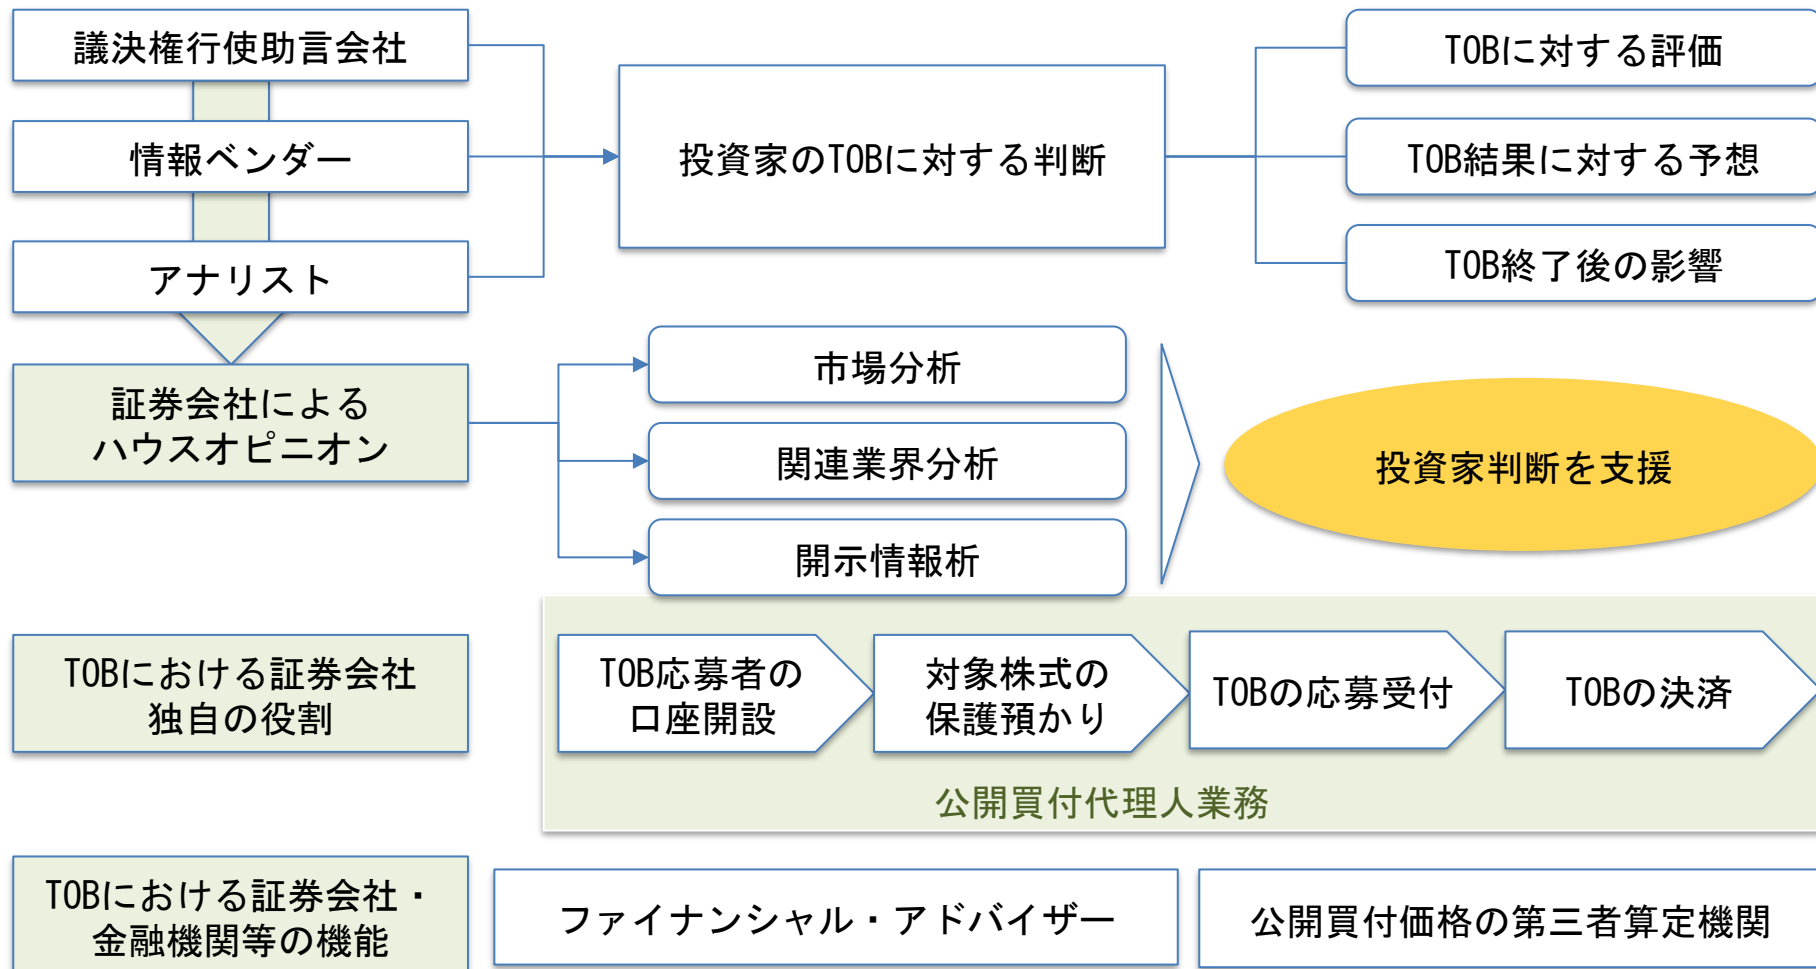 議決権行使助言会社
情報ベンダー
アナリスト
投資家のTOBに対する判断
TOBに対する評価
TOB結果に対する予想
TOB終了後の影響
証券会社による
ハウスオピニオン
市場分析
関連業界分析
開示情報析
投資家判断を支援
TOBにおける証券会社
独自の役割
TOB応募者の
口座開設
対象株式の
保護預かり
TOBの応募受付
TOBの決済
公開買付代理人業務
TOBにおける証券会社・
金融機関等の機能
ファイナンシャル・アドバイザー
公開買付価格の第三者算定機関